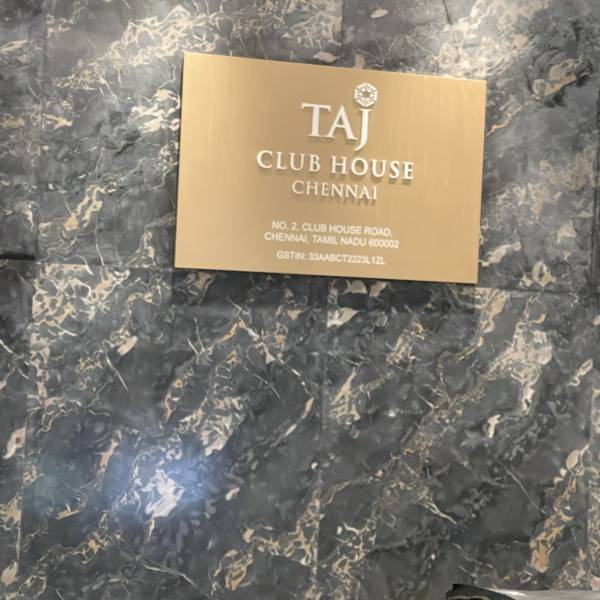 TAJ
CLUB HOUSE
CHENNAI
NO. 2, CLUB HOUSE ROAD,
CHENNAI, TAMIL NADU 600002
GSTIN: 33AABCT2223L1ZL